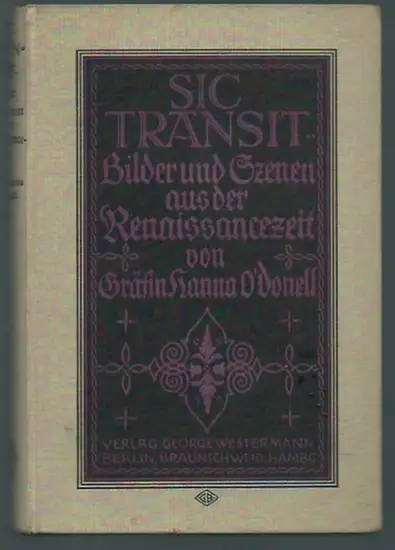 SIC
TRANSIT..
Bilder und Szenen
aus der
Renaissancezeit
von
Gräfin Hanna O'Donell
VERLAG GEORGE WESTERMANN
BERLIN, BRAUNSCHWEIG, HAMBG